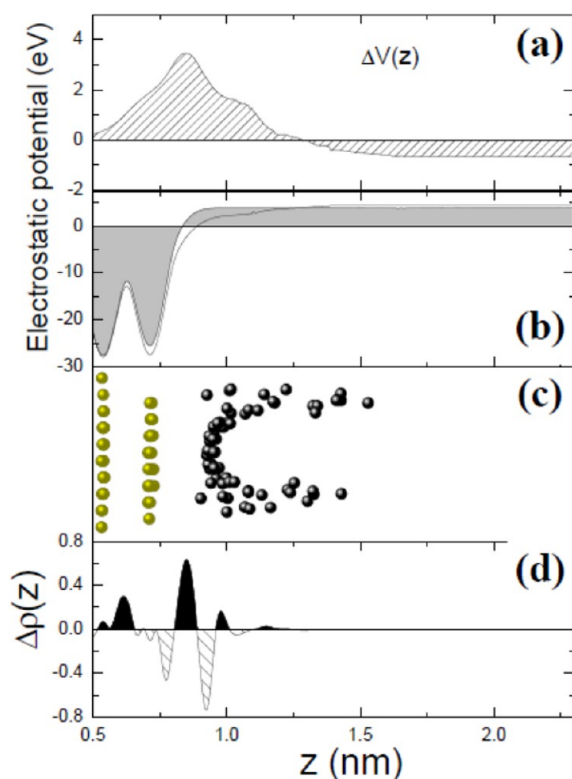 (a)
ΔV(z)
4
2
0
-2
Electrostatic potential (eV)
0
-10
-20
-30
(b)
(c)
(d)
0.8
0.4
0.0
-0.4
-0.8
Δρ(z)
0.5 1.0 1.5 2.0
z (nm)